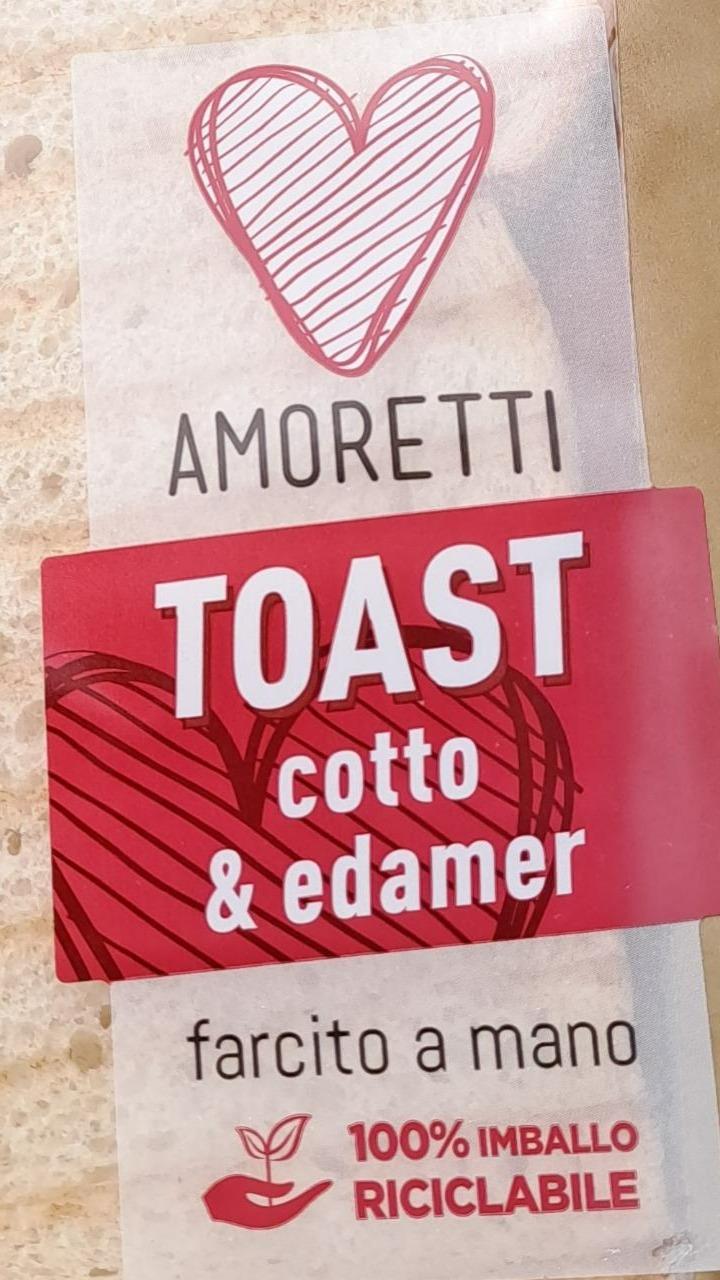 AMORETTI
TOAST
cotto
& edamer
farcito a mano
100% IMBALLO
RICICLABILE